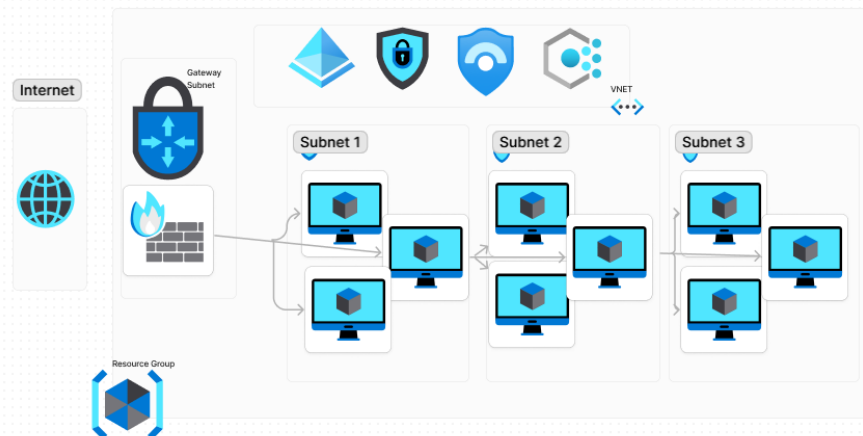 Gateway
Subnet
Internet
VNET
Subnet 1
Subnet 2
Subnet 3
Resource Group